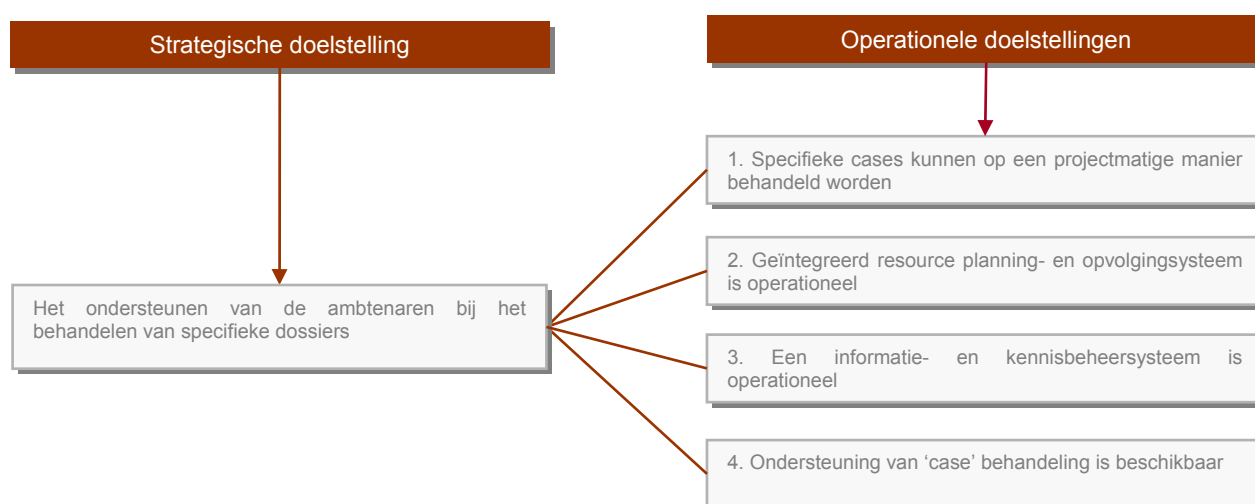 Strategische doelstelling
Operationele doelstellingen
1. Specifieke cases kunnen op een projectmatige manier
behandeld worden
2. Geïntegreerd resource planning- en opvolgingsysteem
is operationeel
Het ondersteunen van de ambtenaren bij het
behandelen van specifieke dossiers
3. Een informatie- en kennisbeheersysteem is
operationeel
4. Ondersteuning van ‘case’ behandeling is beschikbaar